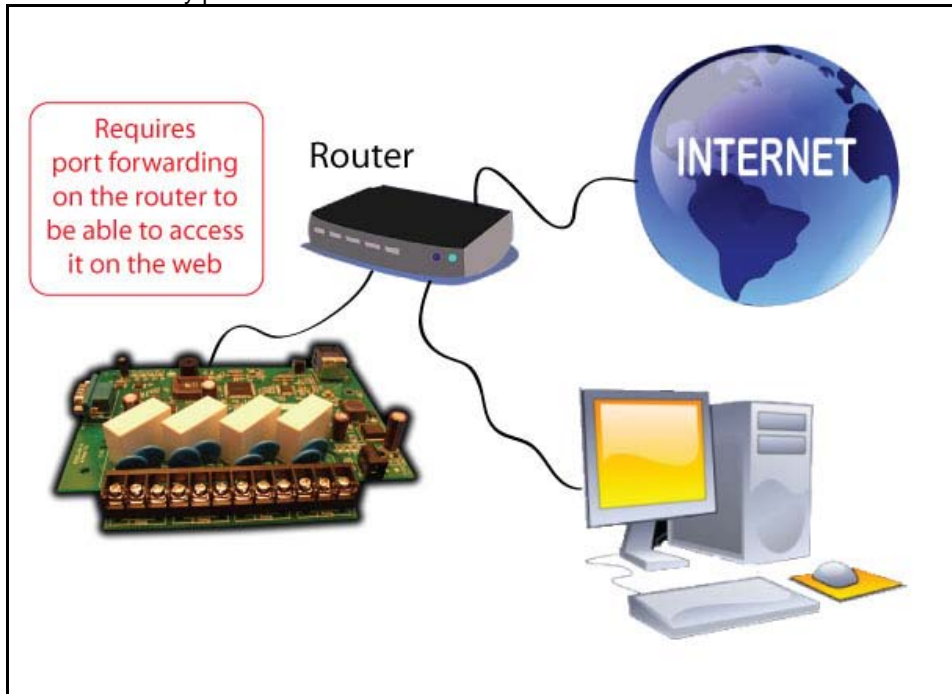 Requires
port forwarding
on the router to
be able to access
it on the web
Router
INTERNET